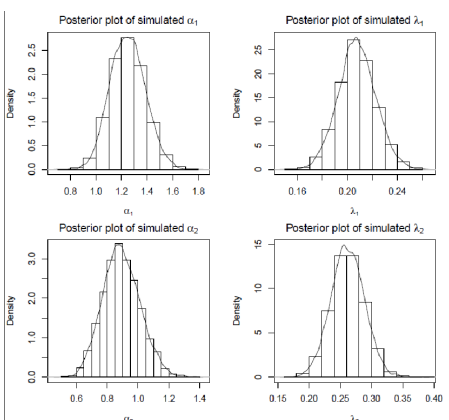 Posterior plot of simulated α₁
Posterior plot of simulated λ₁
Density
0.0 0.5 1.0 1.5 2.0 2.5
0.8 1.0 1.2 1.4 1.6 1.8
α₁
Density
0 5 10 15 20 25
0.16 0.20 0.24
λ₁
Posterior plot of simulated α₂
Posterior plot of simulated λ₂
Density
0.0 1.0 2.0 3.0
0.6 0.8 1.0 1.2 1.4
Density
0 5 10 15
0.15 0.20 0.25 0.30 0.35 0.40